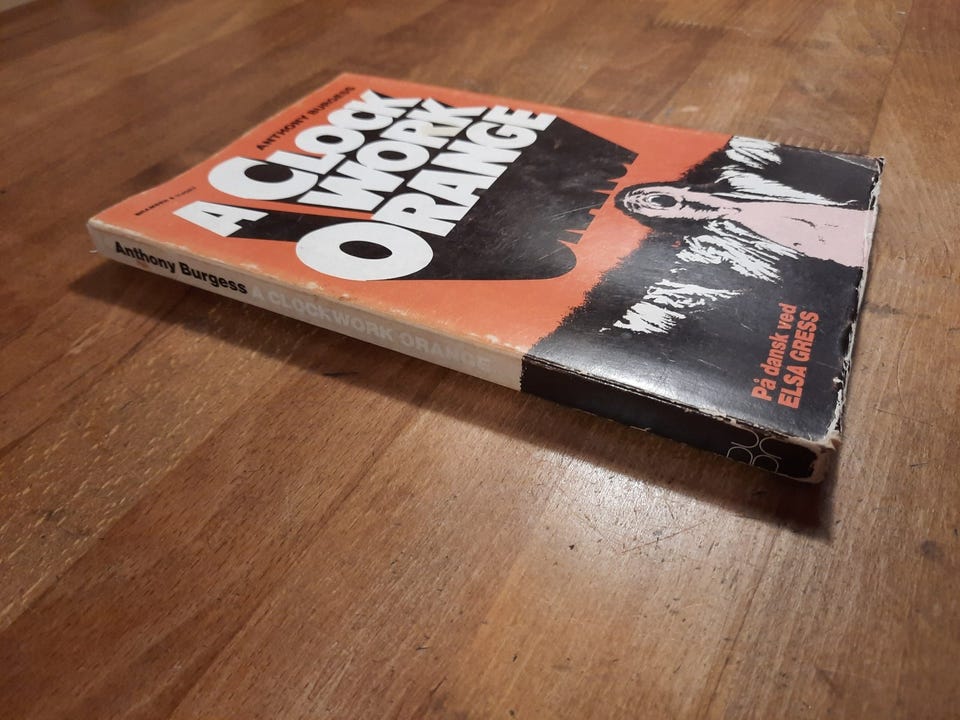 ANTHONY BURGESS
A CLOCK
WORK
ORANGE
På dansk ved
ELSA GRESS
Anthony Burgess A CLOCKWORK ORANGE